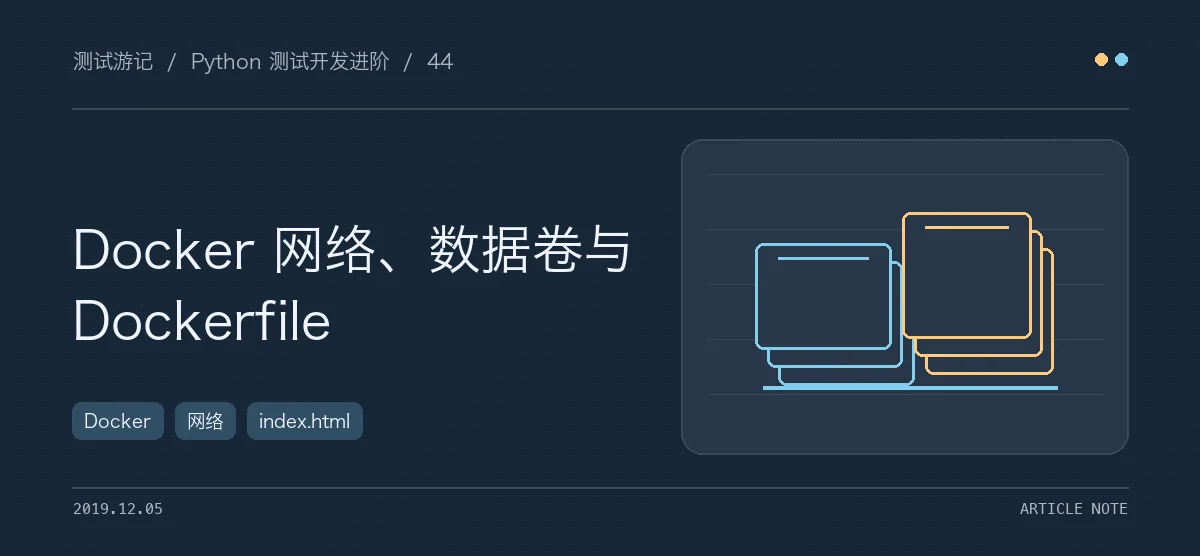 测试游记 / Python 测试开发进阶 / 44
Docker 网络、数据卷与
Dockerfile
Docker 网络 index.html
2019.12.05 ARTICLE NOTE